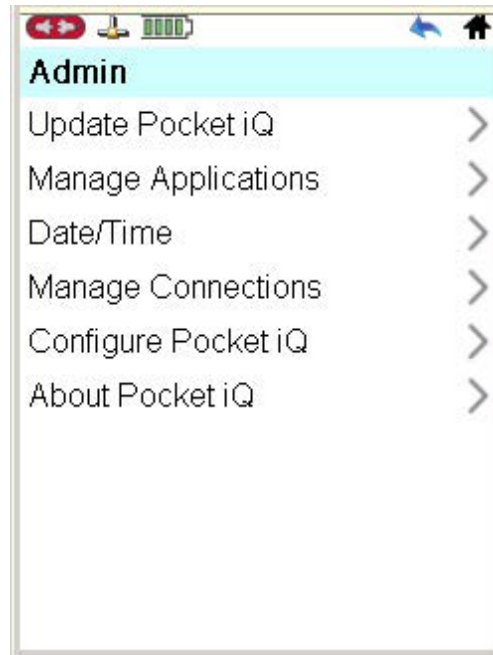 Admin
Update Pocket iQ
Manage Applications
Date/Time
Manage Connections
Configure Pocket iQ
About Pocket iQ